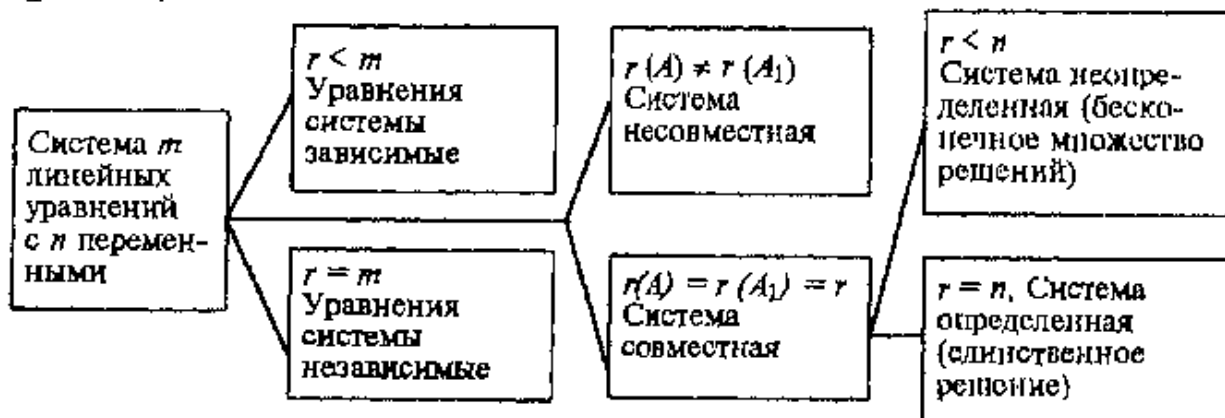 Система m
линейных
уравнений
с n перемен-
ными
r < m
Уравнения
системы
зависимые
r = m
Уравнения
системы
независимые
r (A) ≠ r (A₁)
Система
несовместная
r(A) = r (A₁) = r
Система
совместная
r < n
Система неопре-
деленная (беско-
нечное множество
решений)
r = n, Система
определенная
(единственное
решение)